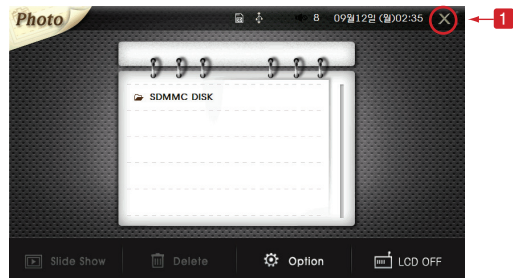 Photo 8 09월12일 (월)02:35 1
SDMMC DISK
Slide Show Delete Option LCD OFF